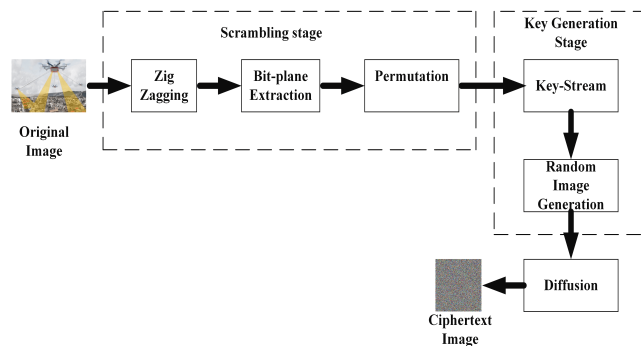 Scrambling stage
Key Generation
Stage
Zig
Zagging
Bit-plane
Extraction
Permutation
Key-Stream
Original
Image
Random
Image
Generation
Diffusion
Ciphertext
Image